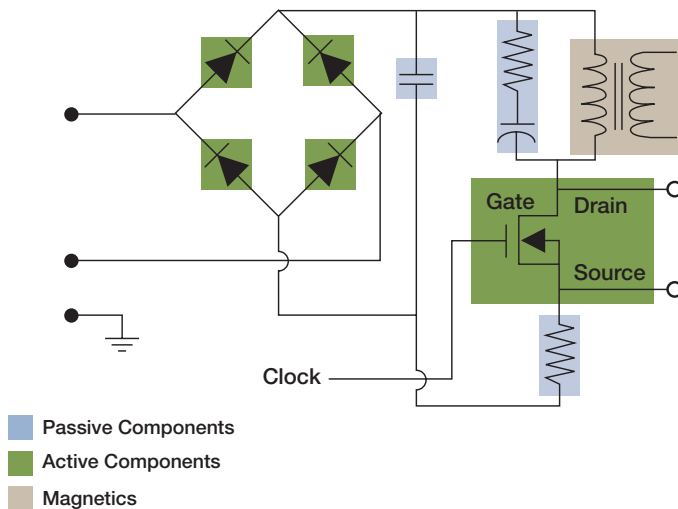 Gate
Drain
Source
Clock
Passive Components
Active Components
Magnetics